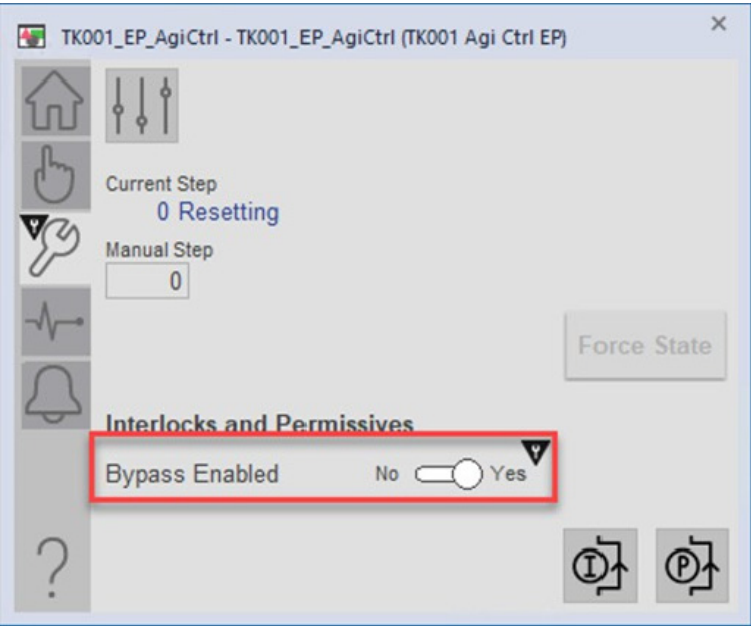 TK001_EP_AgiCtrl - TK001_EP_AgiCtrl (TK001 Agi Ctrl EP)
Current Step
0 Resetting
Manual Step
0
Force State
Interlocks and Permissives
Bypass Enabled No Yes
?
I P